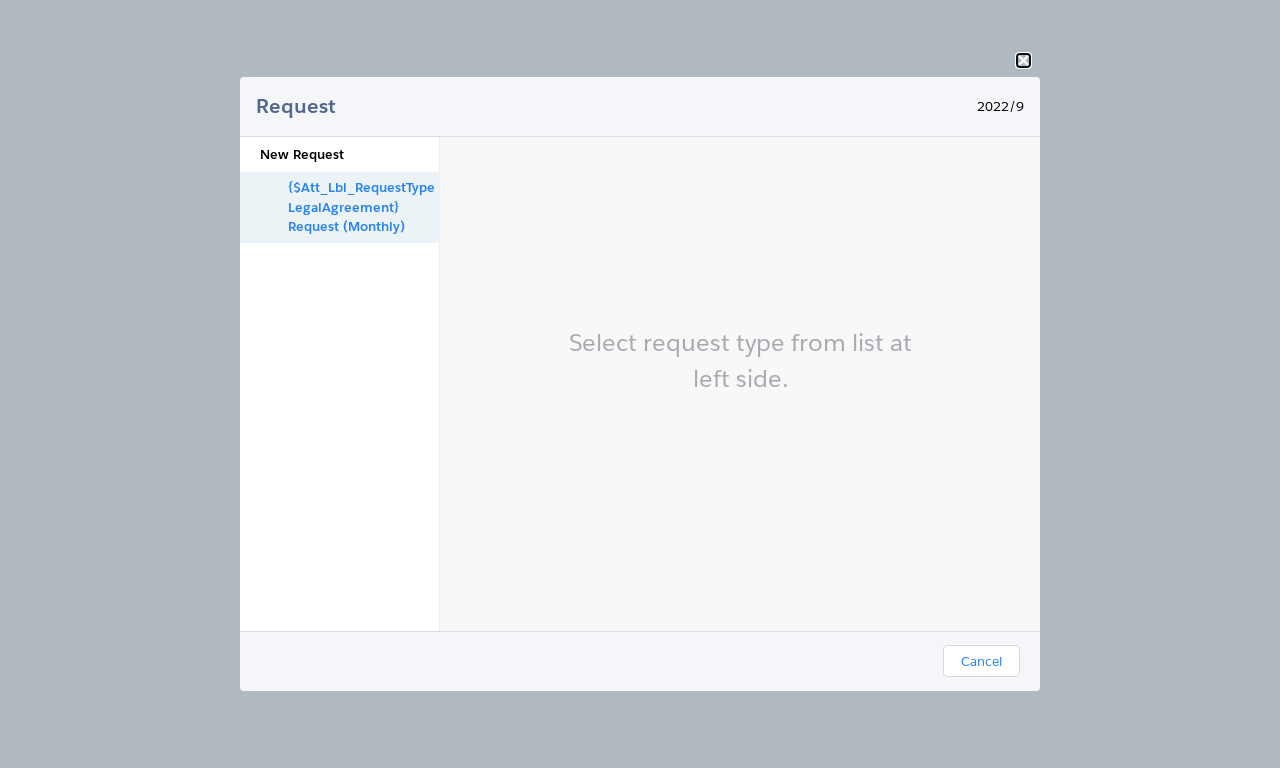 Request
2022/9
New Request
{$Att_Lbl_RequestType
LegalAgreement}
Request (Monthly)
Select request type from list at
left side.
Cancel